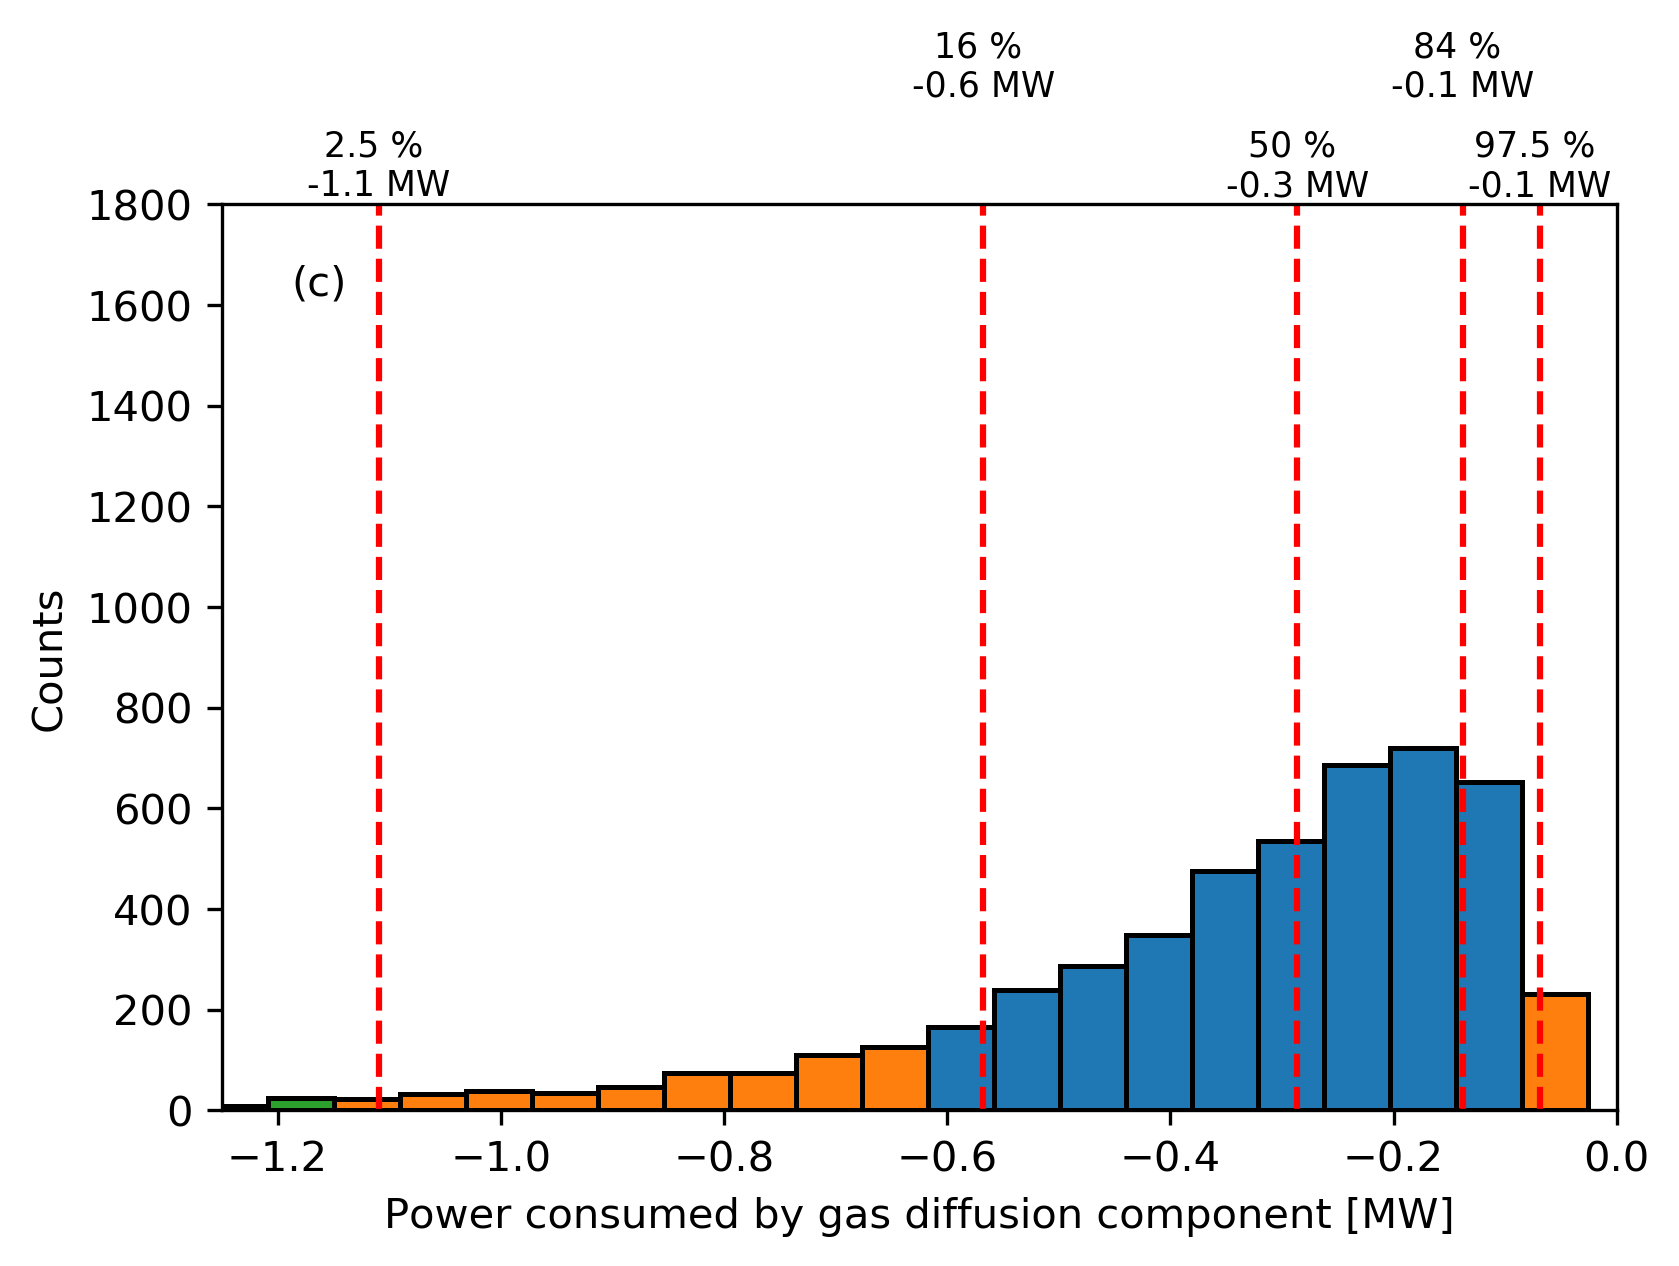 16 %
-0.6 MW
84 %
-0.1 MW
2.5 %
-1.1 MW
50 %
-0.3 MW
97.5 %
-0.1 MW
(c)
1800
1600
1400
1200
1000
800
600
400
200
0
Counts
−1.2
−1.0
−0.8
−0.6
−0.4
−0.2
0.0
Power consumed by gas diffusion component [MW]